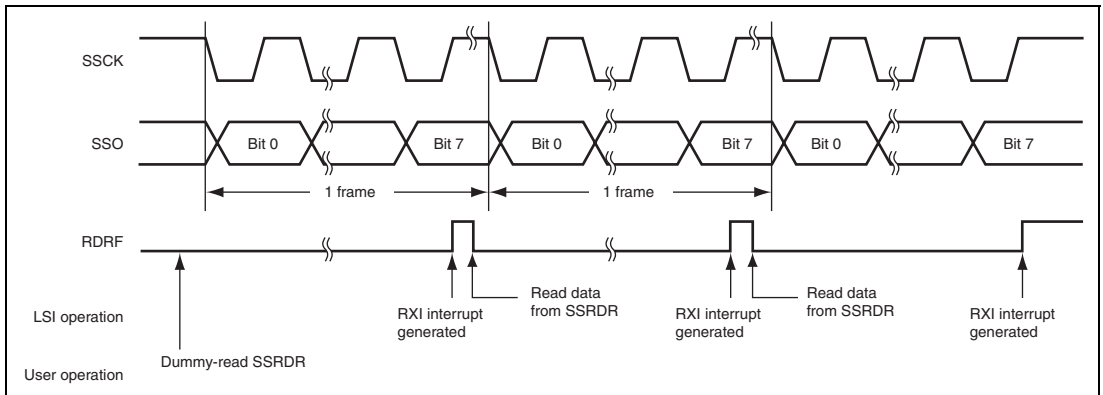 SSCK
SSO
Bit 0
Bit 7
Bit 0
Bit 7
Bit 0
Bit 7
1 frame
1 frame
RDRF
LSI operation
RXI interrupt
generated
Read data
from SSRDR
RXI interrupt
generated
Read data
from SSRDR
RXI interrupt
generated
Dummy-read SSRDR
User operation